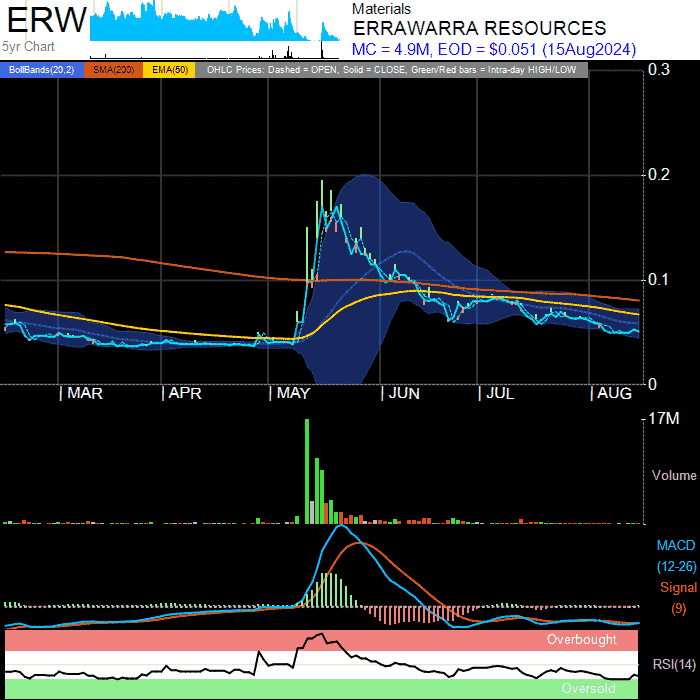 ERW
5yr Chart
Materials
ERRAWARRA RESOURCES
MC = 4.9M, EOD = $0.051 (15Aug2024)
BollBands(20,2) SMA(200) EMA(50) OHLC Prices: Dashed = OPEN, Solid = CLOSE, Green/Red bars = Intra-day HIGH/LOW
0.3
0.2
0.1
0
MAR APR MAY JUN JUL AUG
17M
Volume
MACD
(12-26)
Signal
(9)
Overbought
RSI(14)
Oversold